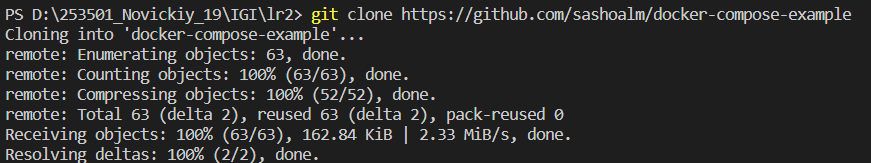 PS D:\253501_Novickiy_19\IGI\lr2> git clone https://github.com/sashoalm/docker-compose-example
Cloning into 'docker-compose-example'...
remote: Enumerating objects: 63, done.
remote: Counting objects: 100% (63/63), done.
remote: Compressing objects: 100% (52/52), done.
remote: Total 63 (delta 2), reused 63 (delta 2), pack-reused 0
Receiving objects: 100% (63/63), 162.84 KiB | 2.33 MiB/s, done.
Resolving deltas: 100% (2/2), done.